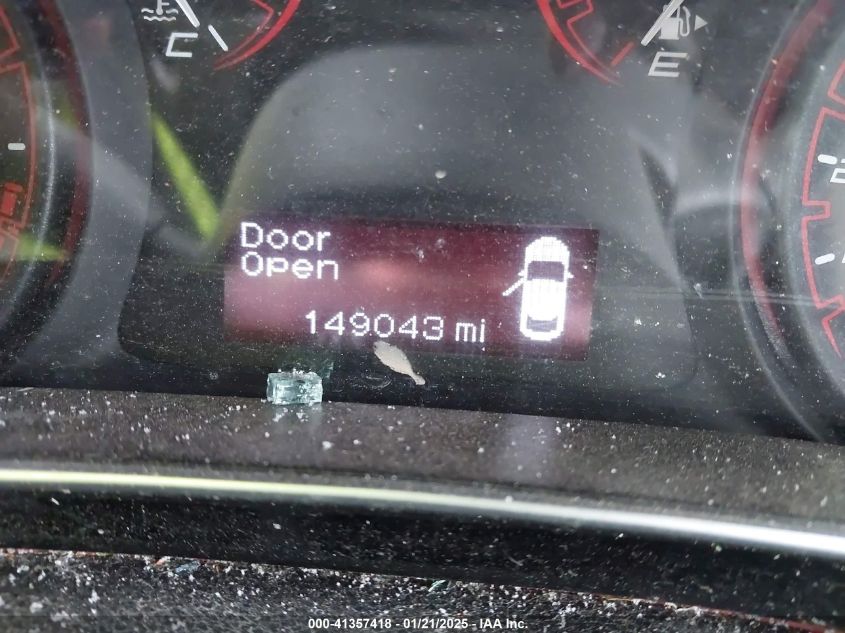 C
E
Door
Open
149043 mi
000-41357418 - 01/21/2025 - IAA Inc.